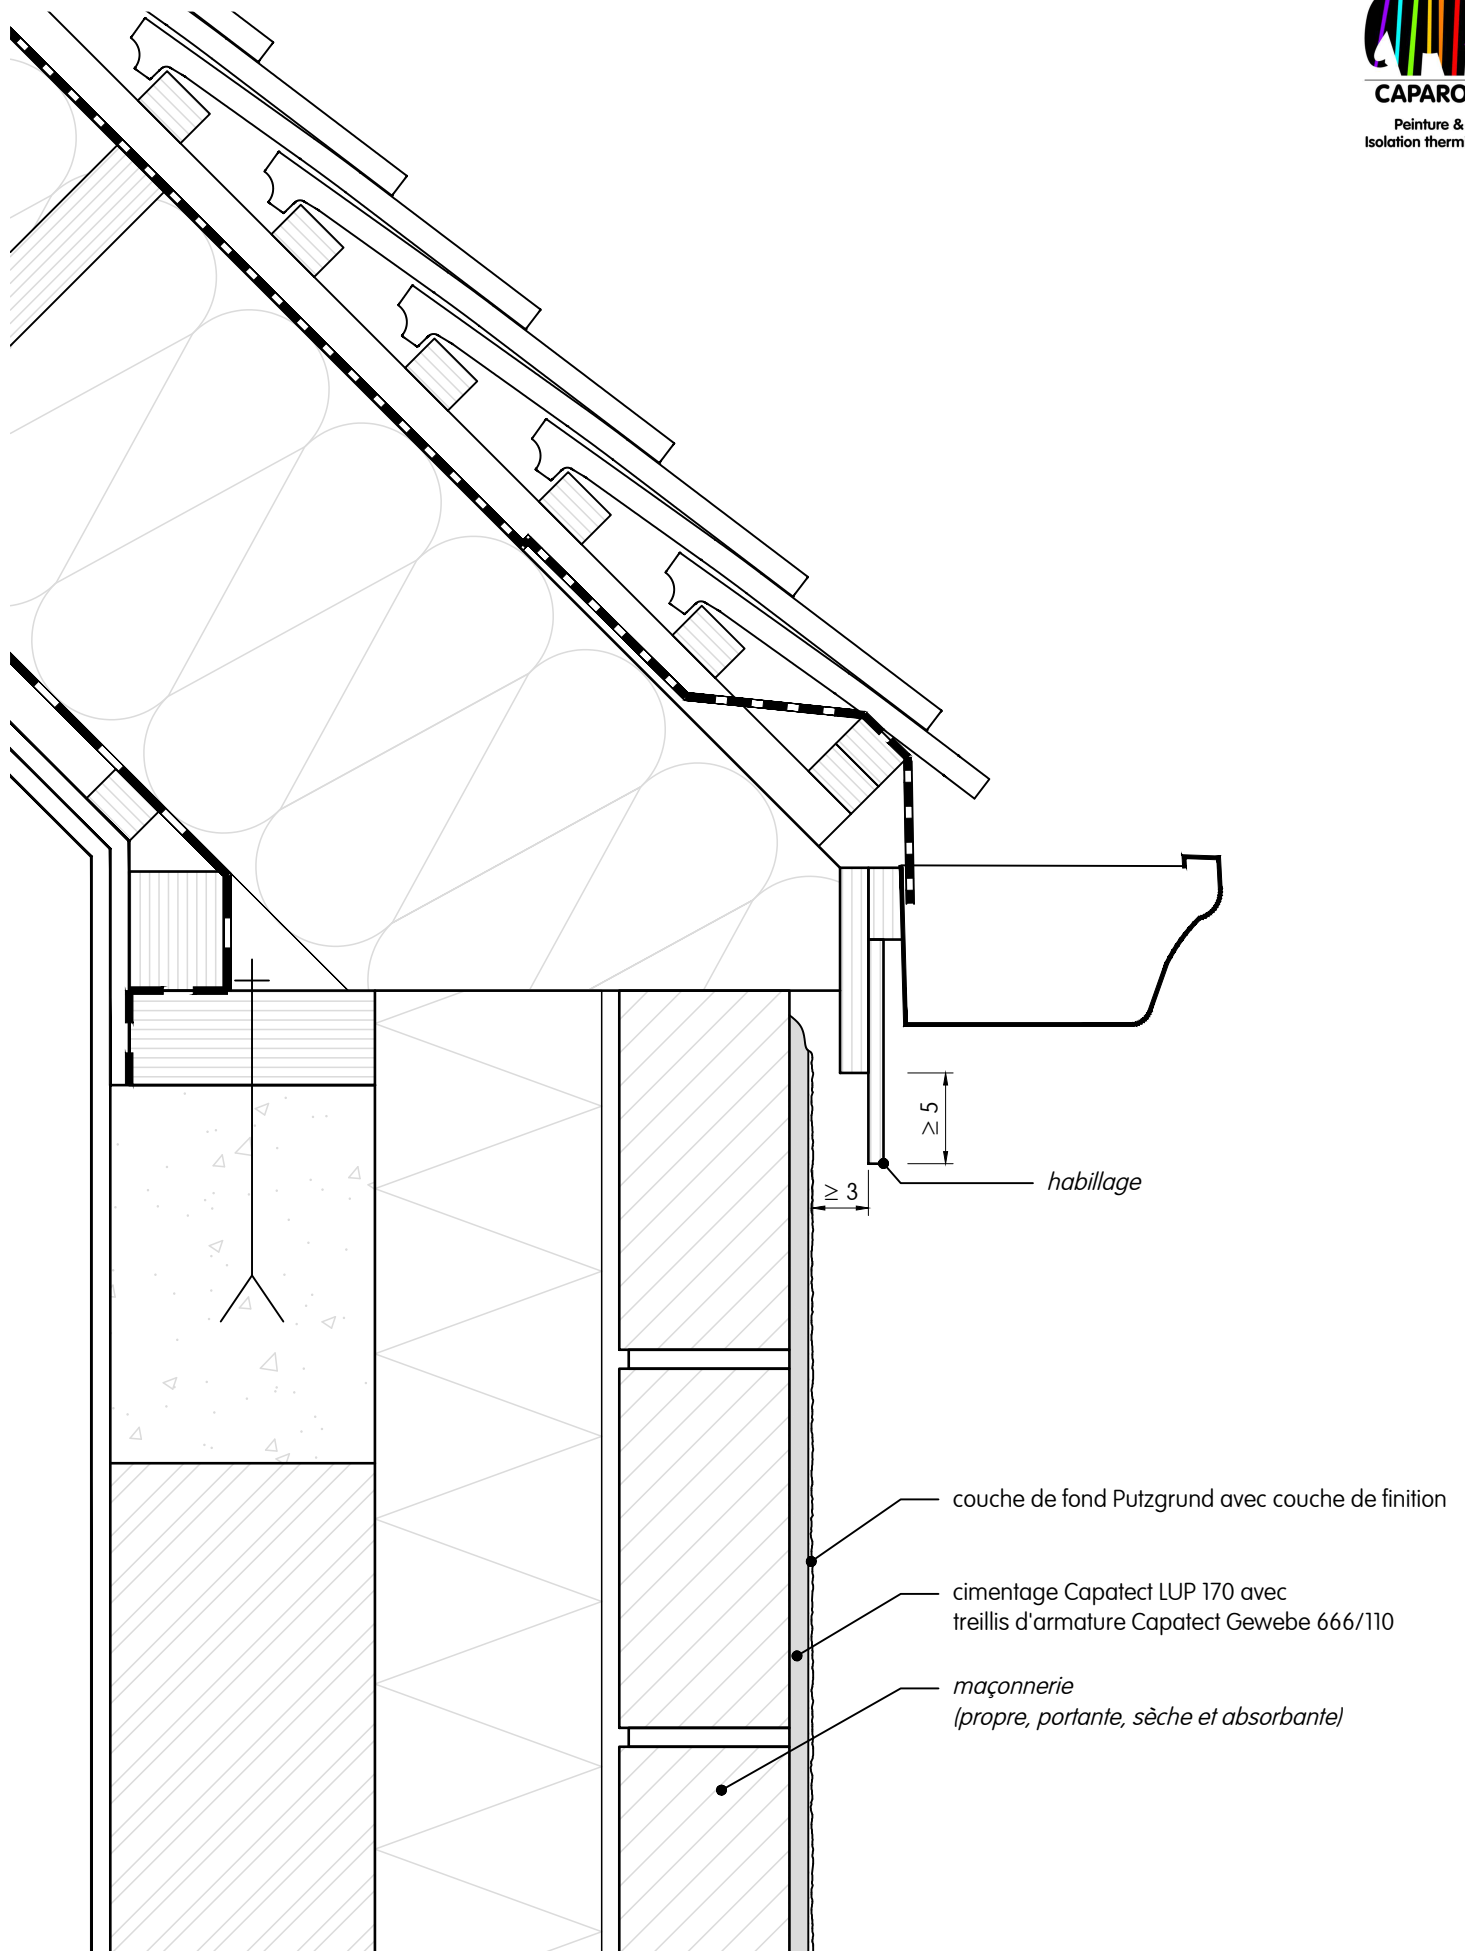 CAPARO
Peinture &
Isolation therm
≥ 5
habillage
≥ 3
couche de fond Putzgrund avec couche de finition
cimentage Capatect LUP 170 avec
treillis d'armature Capatect Gewebe 666/110
maçonnerie
(propre, portante, sèche et absorbante)